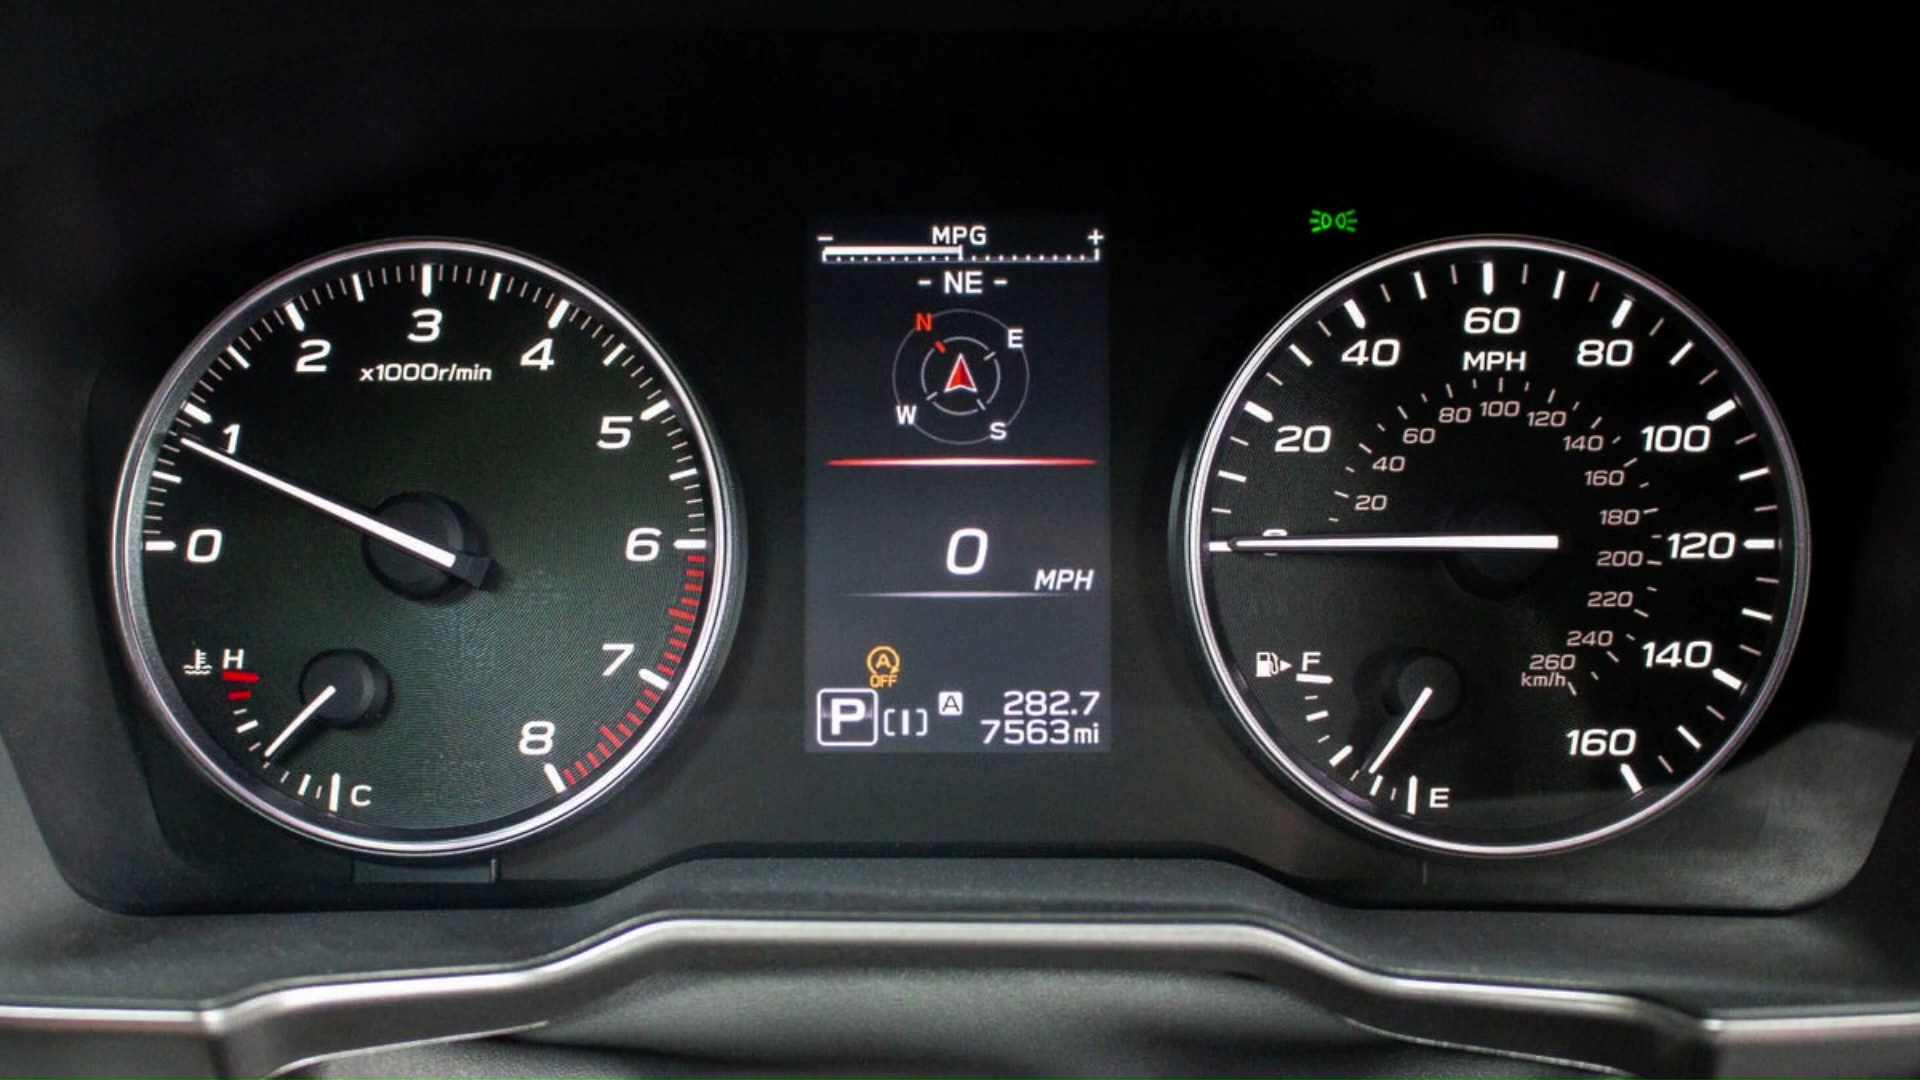 0
1
2
3
4
5
6
7
8
x1000r/min
H
C
- MPG +
- NE -
N
E
S
W
0
MPH
A
OFF
P [I] A
282.7
7563mi
0
20
40
60
80
100
120
140
160
MPH
20
40
60
80
100
120
140
160
180
200
220
240
260
km/h
F
E